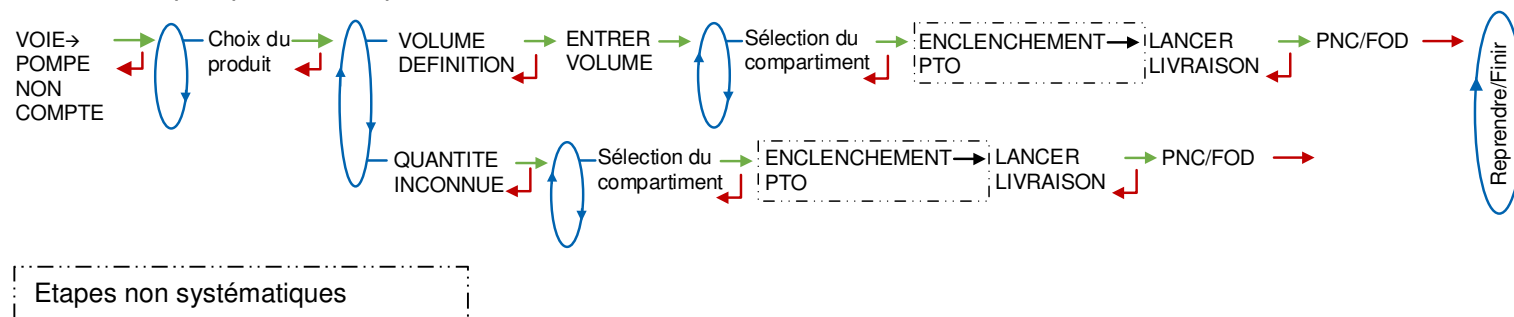 VOIE→
POMPE
NON
COMPTE
Choix du
produit
VOLUME
DEFINITION
ENTRER
VOLUME
Sélection du
compartiment
ENCLENCHEMENT
PTO
LANCER
LIVRAISON
PNC/FOD
Reprendre/Finir
QUANTITE
INCONNUE
Sélection du
compartiment
ENCLENCHEMENT
PTO
LANCER
LIVRAISON
PNC/FOD
Etapes non systématiques